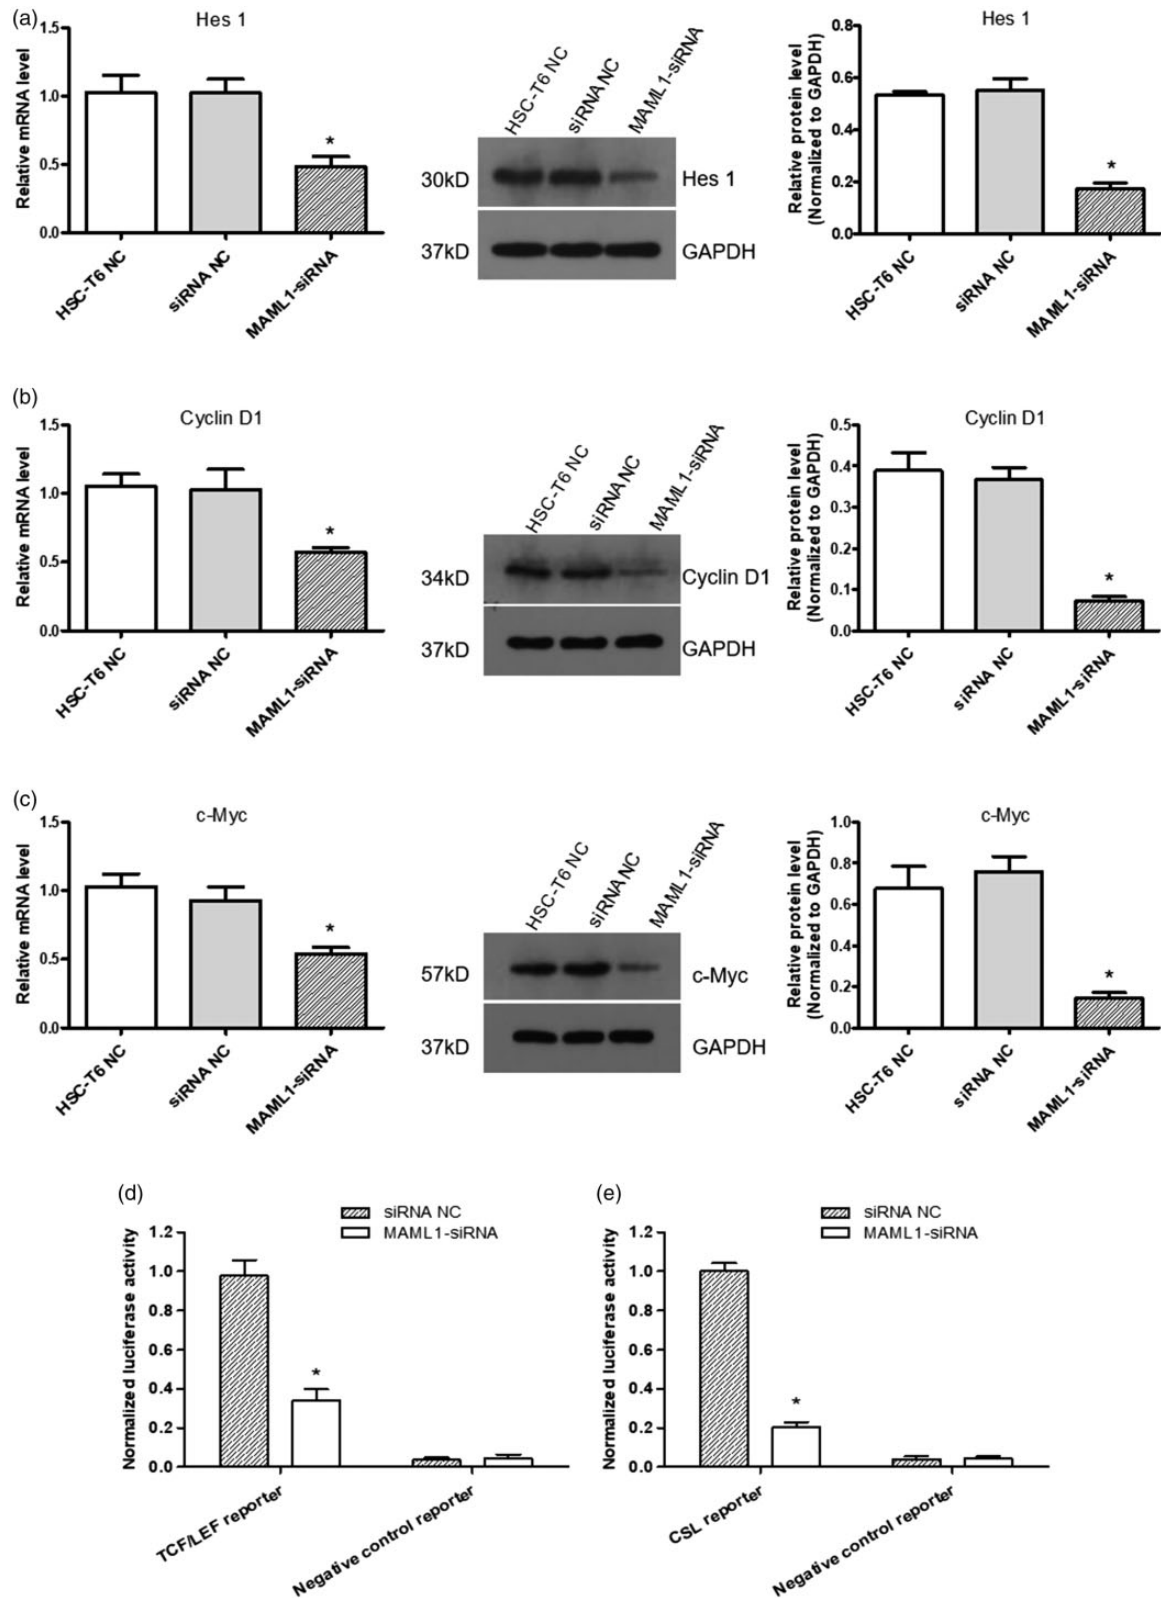 (a)
Hes 1
Relative mRNA level
1.5
1.0
0.5
0.0
*
HSC-T6 NC
siRNA NC
MAML1-siRNA
HSC-T6 NC
siRNA NC
MAML1-siRNA
30kD
Hes 1
37kD
GAPDH
Hes 1
Relative protein level
(Normalized to GAPDH)
0.8
0.6
0.4
0.2
0.0
*
HSC-T6 NC
siRNA NC
MAML1-siRNA
(b)
Cyclin D1
Relative mRNA level
1.5
1.0
0.5
0.0
*
HSC-T6 NC
siRNA NC
MAML1-siRNA
HSC-T6 NC
siRNA NC
MAML1-siRNA
34kD
Cyclin D1
37kD
GAPDH
Cyclin D1
Relative protein level
(Normalized to GAPDH)
0.5
0.4
0.3
0.2
0.1
0.0
*
HSC-T6 NC
siRNA NC
MAML1-siRNA
(c)
c-Myc
Relative mRNA level
1.5
1.0
0.5
0.0
*
HSC-T6 NC
siRNA NC
MAML1-siRNA
HSC-T6 NC
siRNA NC
MAML1-siRNA
57kD
c-Myc
37kD
GAPDH
c-Myc
Relative protein level
(Normalized to GAPDH)
1.0
0.8
0.6
0.4
0.2
0.0
*
HSC-T6 NC
siRNA NC
MAML1-siRNA
(d)
siRNA NC
MAML1-siRNA
Normalized luciferase activity
1.2
1.0
0.8
0.6
0.4
0.2
0.0
*
TCF/LEF reporter
Negative control reporter
(e)
siRNA NC
MAML1-siRNA
Normalized luciferase activity
1.2
1.0
0.8
0.6
0.4
0.2
0.0
*
CSL reporter
Negative control reporter